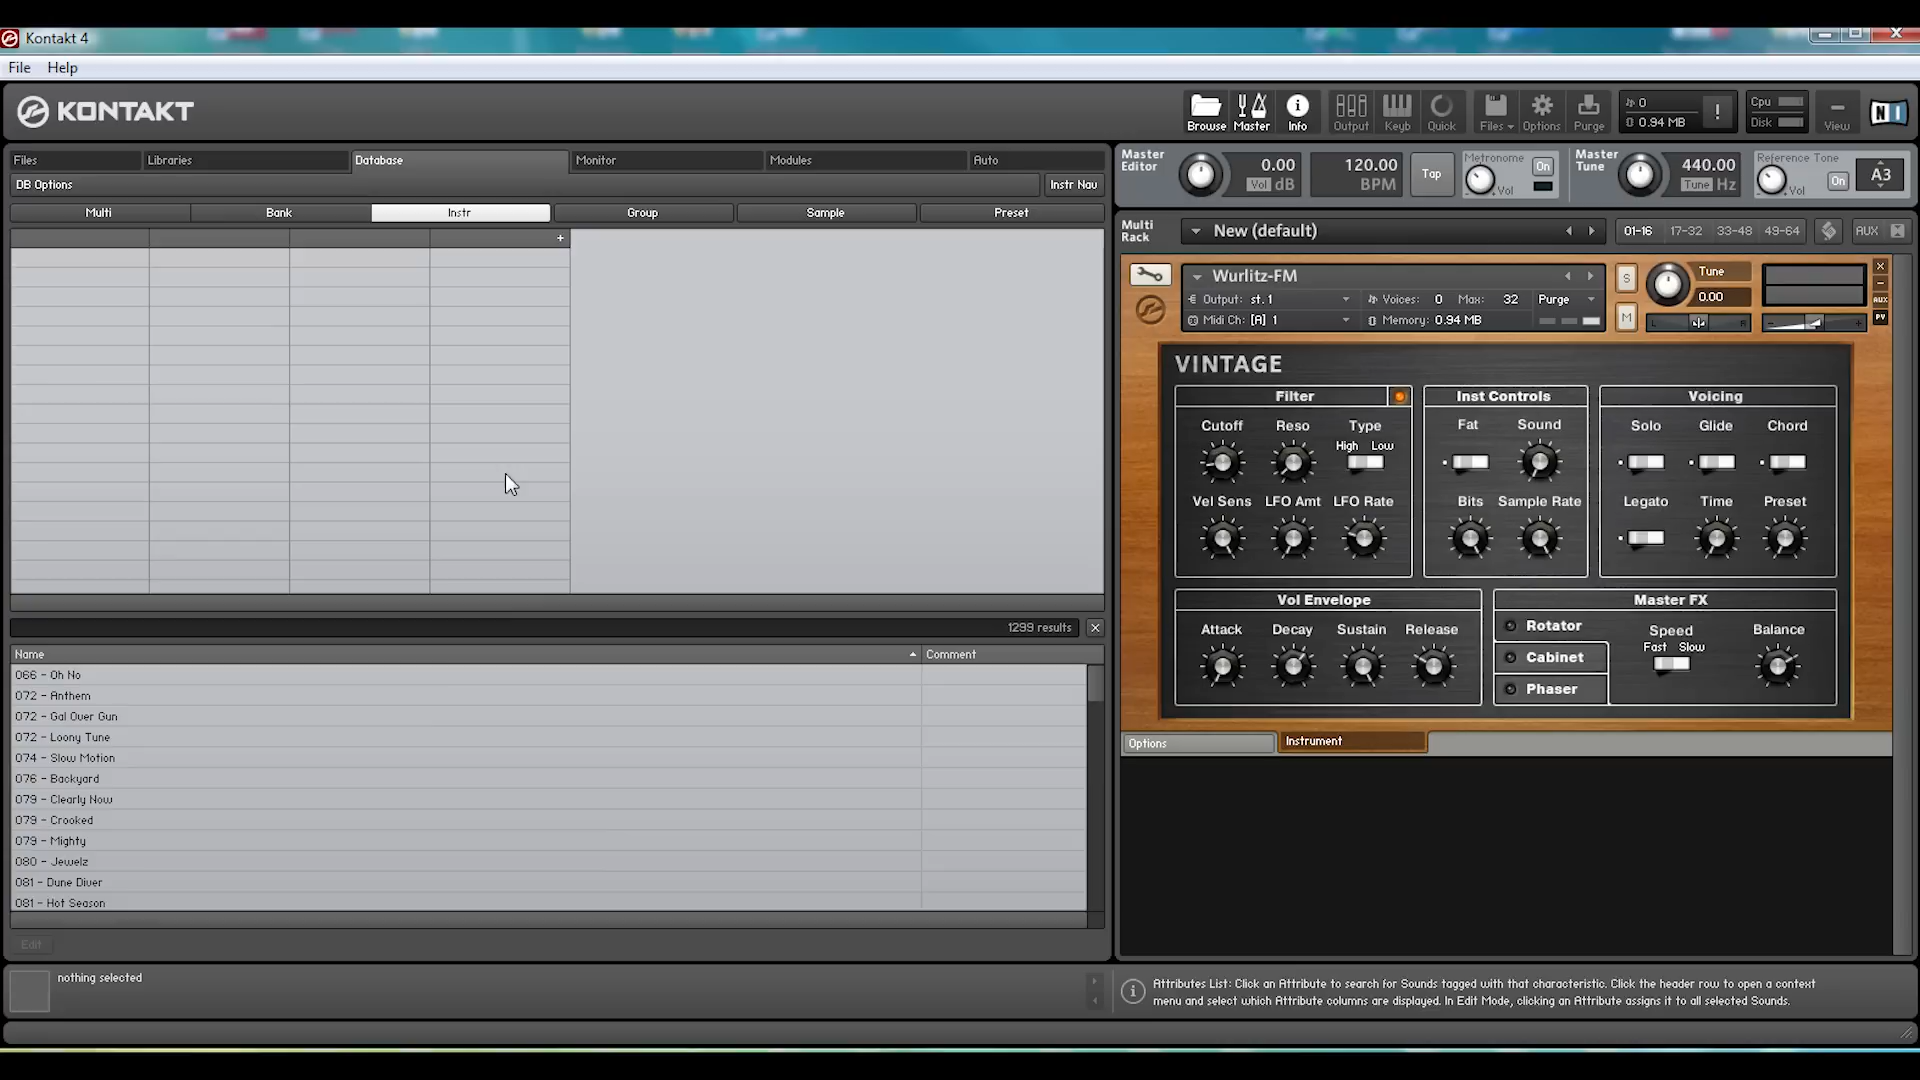 Kontakt 4
File Help
KONTAKT
Browse Master Info Output Keyb Quick Files Options Purge
0
0.94 MB
!
Cpu
Disk
View
NI
Files Libraries Database Monitor Modules Auto
DB Options
Instr Nav
Multi Bank Instr Group Sample Preset
+
1299 results
Name Comment
066 - Oh No
072 - Anthem
072 - Gal Over Gun
072 - Loony Tune
074 - Slow Motion
076 - Backyard
079 - Clearly Now
079 - Crooked
079 - Mighty
080 - Jewelz
081 - Dune Diver
081 - Hot Season
Edit
nothing selected
Master
Editor
0.00
Vol dB
120.00
BPM
Tap
Metronome
On
Vol
Master
Tune
440.00
Tune Hz
Reference Tone
On
Vol
A3
Multi
Rack
New (default)
01-16 17-32 33-48 49-64
AUX
Wurlitz-FM
Output: st.1 Voices: 0 Max: 32 Purge
Midi Ch: [A] 1 Memory: 0.94 MB
S
M
Tune
0.00
L R
AUX
PV
VINTAGE
Filter
Cutoff Reso Type
High Low
Vel Sens LFO Amt LFO Rate
Inst Controls
Fat Sound
Bits Sample Rate
Voicing
Solo Glide Chord
Legato Time Preset
Vol Envelope
Attack Decay Sustain Release
Master FX
Rotator
Cabinet
Phaser
Speed
Fast Slow
Balance
Options Instrument
Attributes List: Click an Attribute to search for Sounds tagged with that characteristic. Click the header row to open a context
menu and select which Attribute columns are displayed. In Edit Mode, clicking an Attribute assigns it to all selected Sounds.